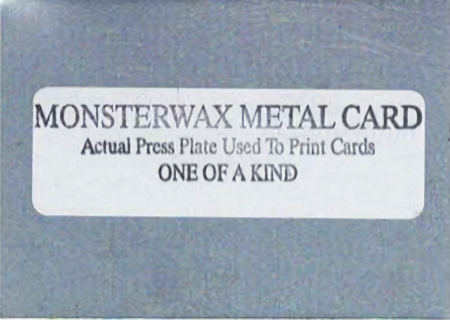 MONSTERWAX METAL CARD
Actual Press Plate Used To Print Cards
ONE OF A KIND